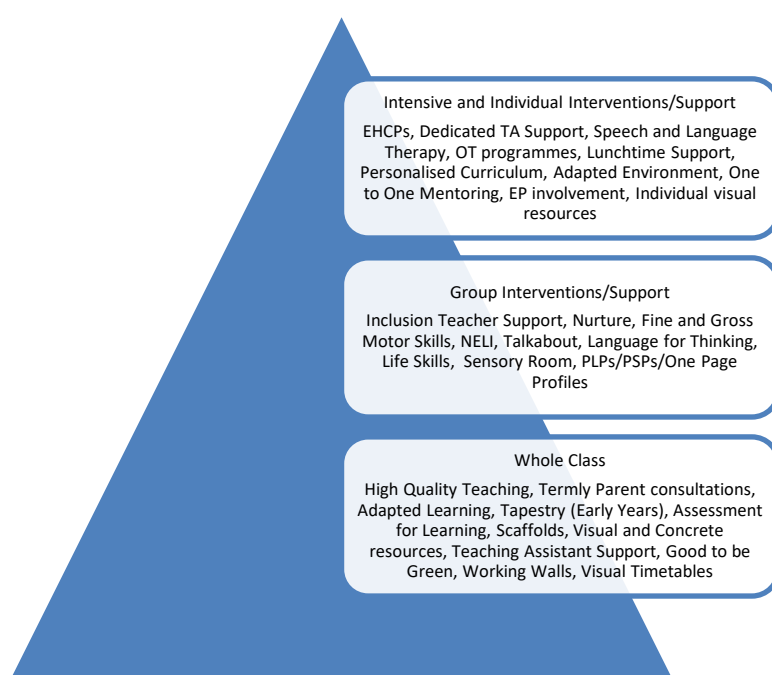 Intensive and Individual Interventions/Support
EHCPs, Dedicated TA Support, Speech and Language
Therapy, OT programmes, Lunchtime Support,
Personalised Curriculum, Adapted Environment, One
to One Mentoring, EP involvement, Individual visual
resources
Group Interventions/Support
Inclusion Teacher Support, Nurture, Fine and Gross
Motor Skills, NELI, Talkabout, Language for Thinking,
Life Skills,  Sensory Room, PLPs/PSPs/One Page
Profiles
Whole Class
High Quality Teaching, Termly Parent consultations,
Adapted Learning, Tapestry (Early Years), Assessment
for Learning, Scaffolds, Visual and Concrete
resources, Teaching Assistant Support, Good to be
Green, Working Walls, Visual Timetables